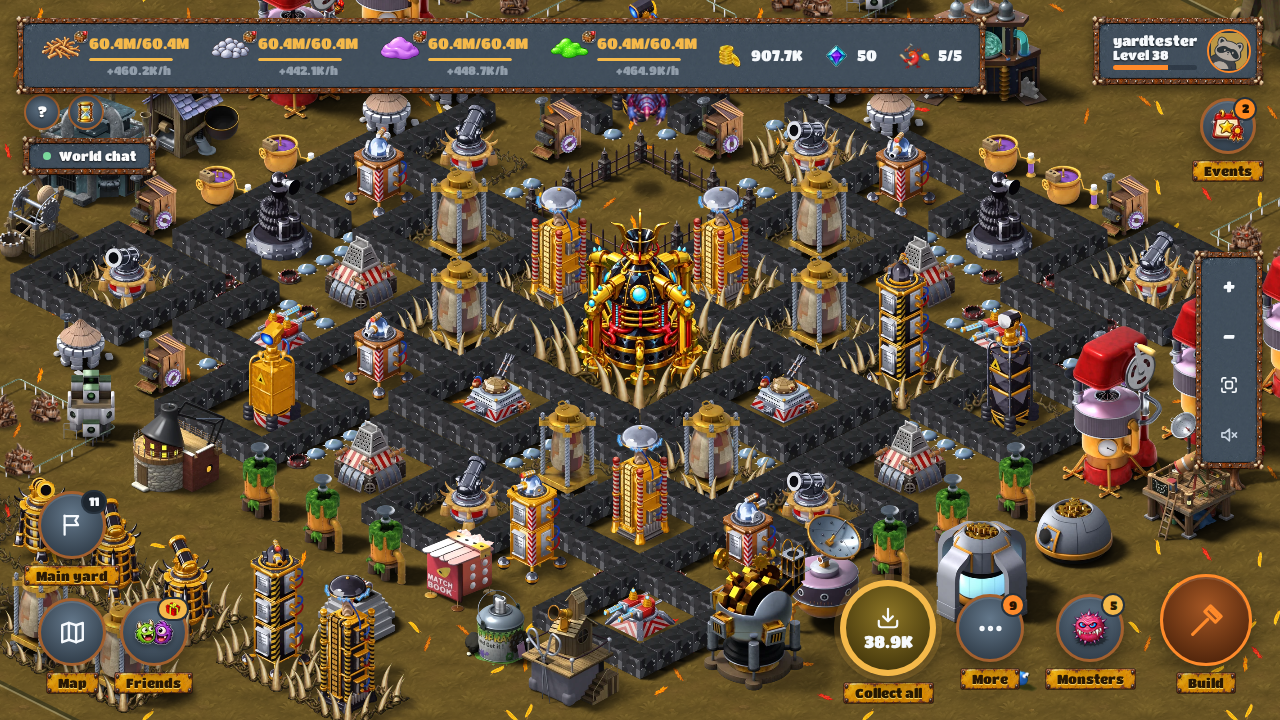 60.4M/60.4M
+460.2K/h
60.4M/60.4M
+442.1K/h
60.4M/60.4M
+448.7K/h
60.4M/60.4M
+464.9K/h
907.7K
50
5/5
yardtester
Level 38
?
World chat
2
Events
+
-
11
Main yard
Map
Friends
MATCH
BOOK
38.9K
Collect all
9
More
5
Monsters
Build